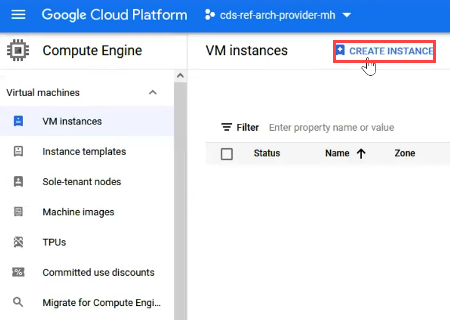 Google Cloud Platform cds-ref-arch-provider-mh
Compute Engine
VM instances CREATE INSTANCE
Virtual machines
VM instances
Instance templates
Sole-tenant nodes
Machine images
TPUs
Committed use discounts
Migrate for Compute Engi...
Filter Enter property name or value
Status Name Zone